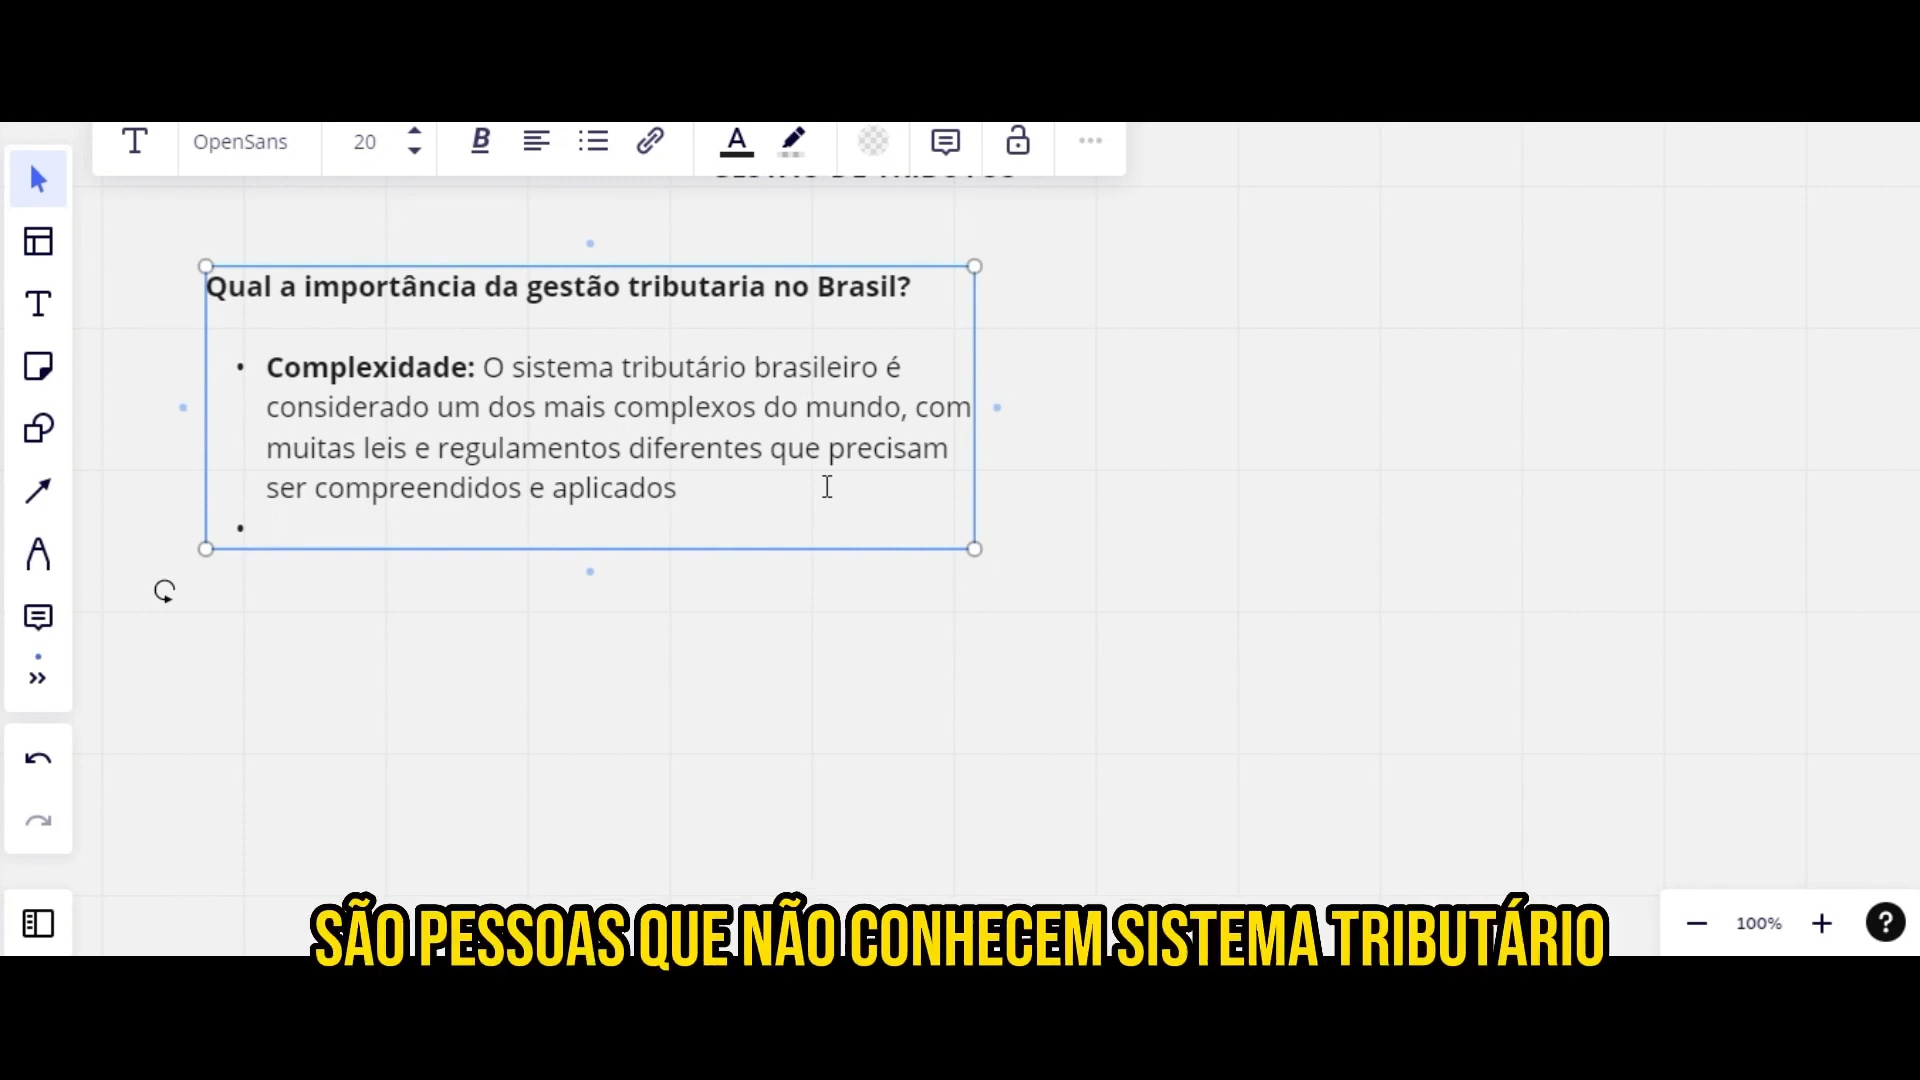 OpenSans
20
Qual a importância da gestão tributaria no Brasil?
• Complexidade: O sistema tributário brasileiro é
considerado um dos mais complexos do mundo, com
muitas leis e regulamentos diferentes que precisam
ser compreendidos e aplicados
•
SÃO PESSOAS QUE NÃO CONHECEM SISTEMA TRIBUTÁRIO
100%